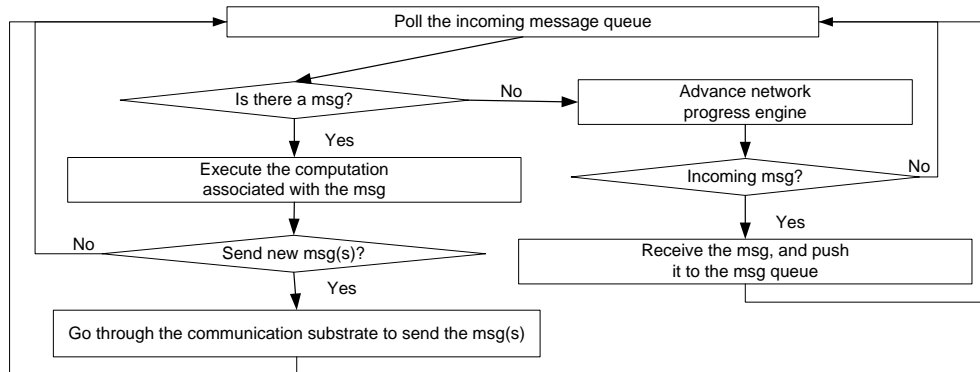 Poll the incoming message queue
Is there a msg?
No
Advance network
progress engine
Yes
Execute the computation
associated with the msg
Incoming msg?
No
Yes
No
Send new msg(s)?
Receive the msg, and push
it to the msg queue
Yes
Go through the communication substrate to send the msg(s)